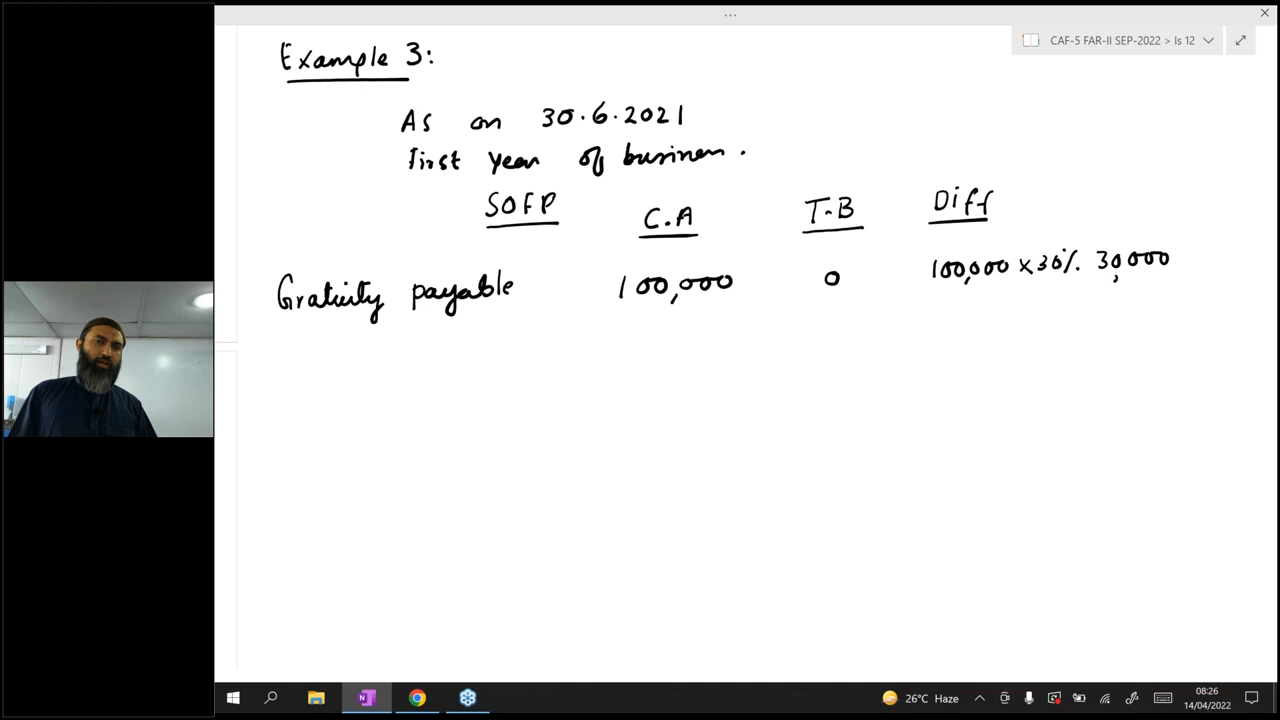 CAF-5 FAR-II SEP-2022 > Is 12
Example 3:
As on 30.6.2021
First year of business.
SOFP C.A T.B Diff
Gratuity payable 100,000 0 100,000 x 30% 30,000
26°C Haze
08:26
14/04/2022